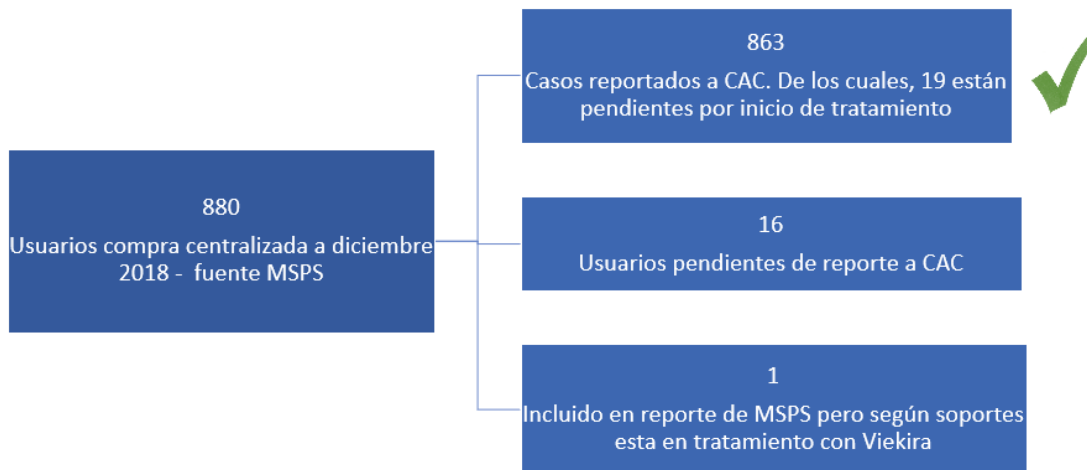 863
Casos reportados a CAC. De los cuales, 19 están
pendientes por inicio de tratamiento
880
Usuarios compra centralizada a diciembre
2018 - fuente MSPS
16
Usuarios pendientes de reporte a CAC
1
Incluido en reporte de MSPS pero según soportes
esta en tratamiento con Viekira